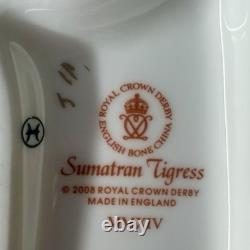 ROYAL CROWN DERBY
ENGLISH BONE CHINA
Sumatran Tigress
© 2008 ROYAL CROWN DERBY
MADE IN ENGLAND